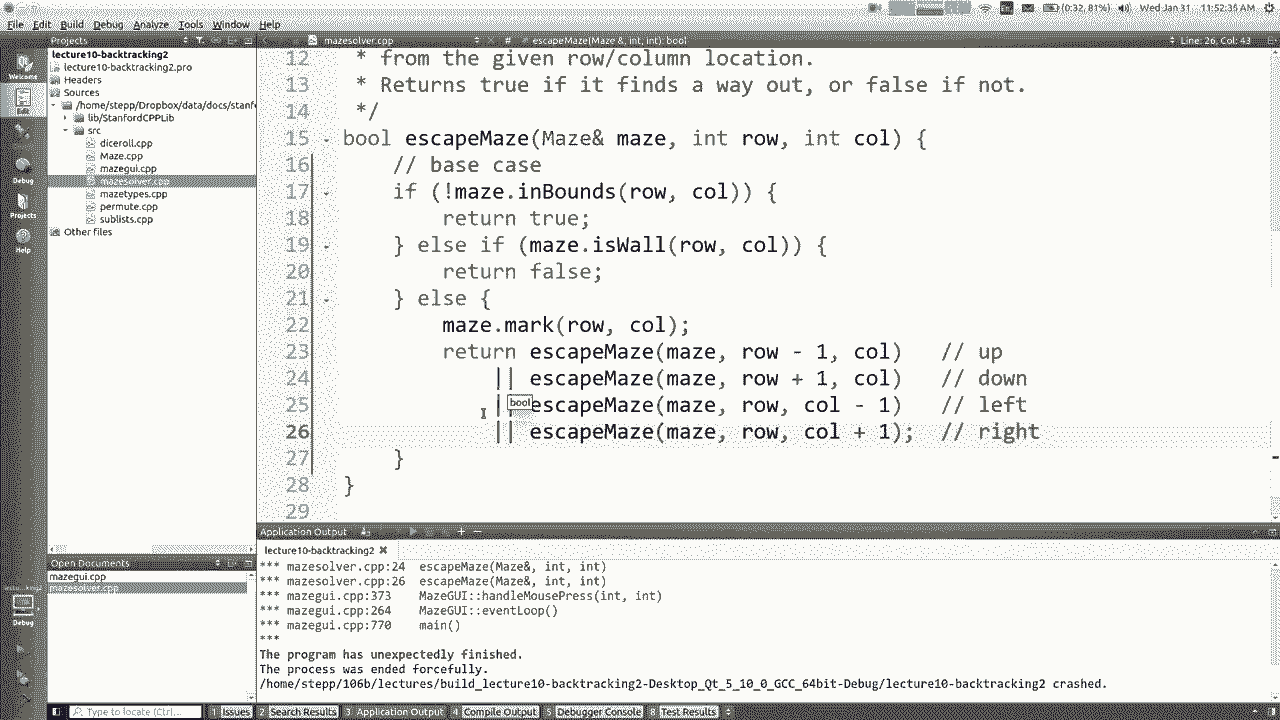 (0:32, 81%) Wed Jan 31 11:52:35 AM
File Edit Build Debug Analyze Tools Window Help
Projects
mazesolver.cpp
escapeMaze(Maze &, int, int): bool
Line: 26, Col: 43
lecture10-backtracking2
lecture10-backtracking2.pro
Headers
Sources
/home/stepp/Dropbox/data/docs/stanf
lib/StanfordCPPLib
src
diceroll.cpp
Maze.cpp
mazegui.cpp
mazesolver.cpp
mazetypes.cpp
permute.cpp
sublists.cpp
Other files
Welcome
Debug
Projects
Help
12 * from the given row/column location.
13 * Returns true if it finds a way out, or false if not.
14 */
15 bool escapeMaze(Maze& maze, int row, int col) {
16 // base case
17 if (!maze.inBounds(row, col)) {
18 return true;
19 } else if (maze.isWall(row, col)) {
20 return false;
21 } else {
22 maze.mark(row, col);
23 return escapeMaze(maze, row - 1, col) // up
24 || escapeMaze(maze, row + 1, col) // down
25 | bool escapeMaze(maze, row, col - 1) // left
26 || escapeMaze(maze, row, col + 1); // right
27 }
28 }
29
Open Documents
mazegui.cpp
mazesolver.cpp
Debug
Application Output
lecture10-backtracking2
*** mazesolver.cpp:24 escapeMaze(Maze&, int, int)
*** mazesolver.cpp:26 escapeMaze(Maze&, int, int)
*** mazegui.cpp:373 MazeGUI::handleMousePress(int, int)
*** mazegui.cpp:264 MazeGUI::eventLoop()
*** mazegui.cpp:770 main()
***
The program has unexpectedly finished.
The process was ended forcefully.
/home/stepp/106b/lectures/build_lecture10-backtracking2-Desktop_Qt_5_10_0_GCC_64bit-Debug/lecture10-backtracking2 crashed.
Type to locate (Ctrl...)
1 Issues 2 Search Results 3 Application Output 4 Compile Output 5 Debugger Console 8 Test Results